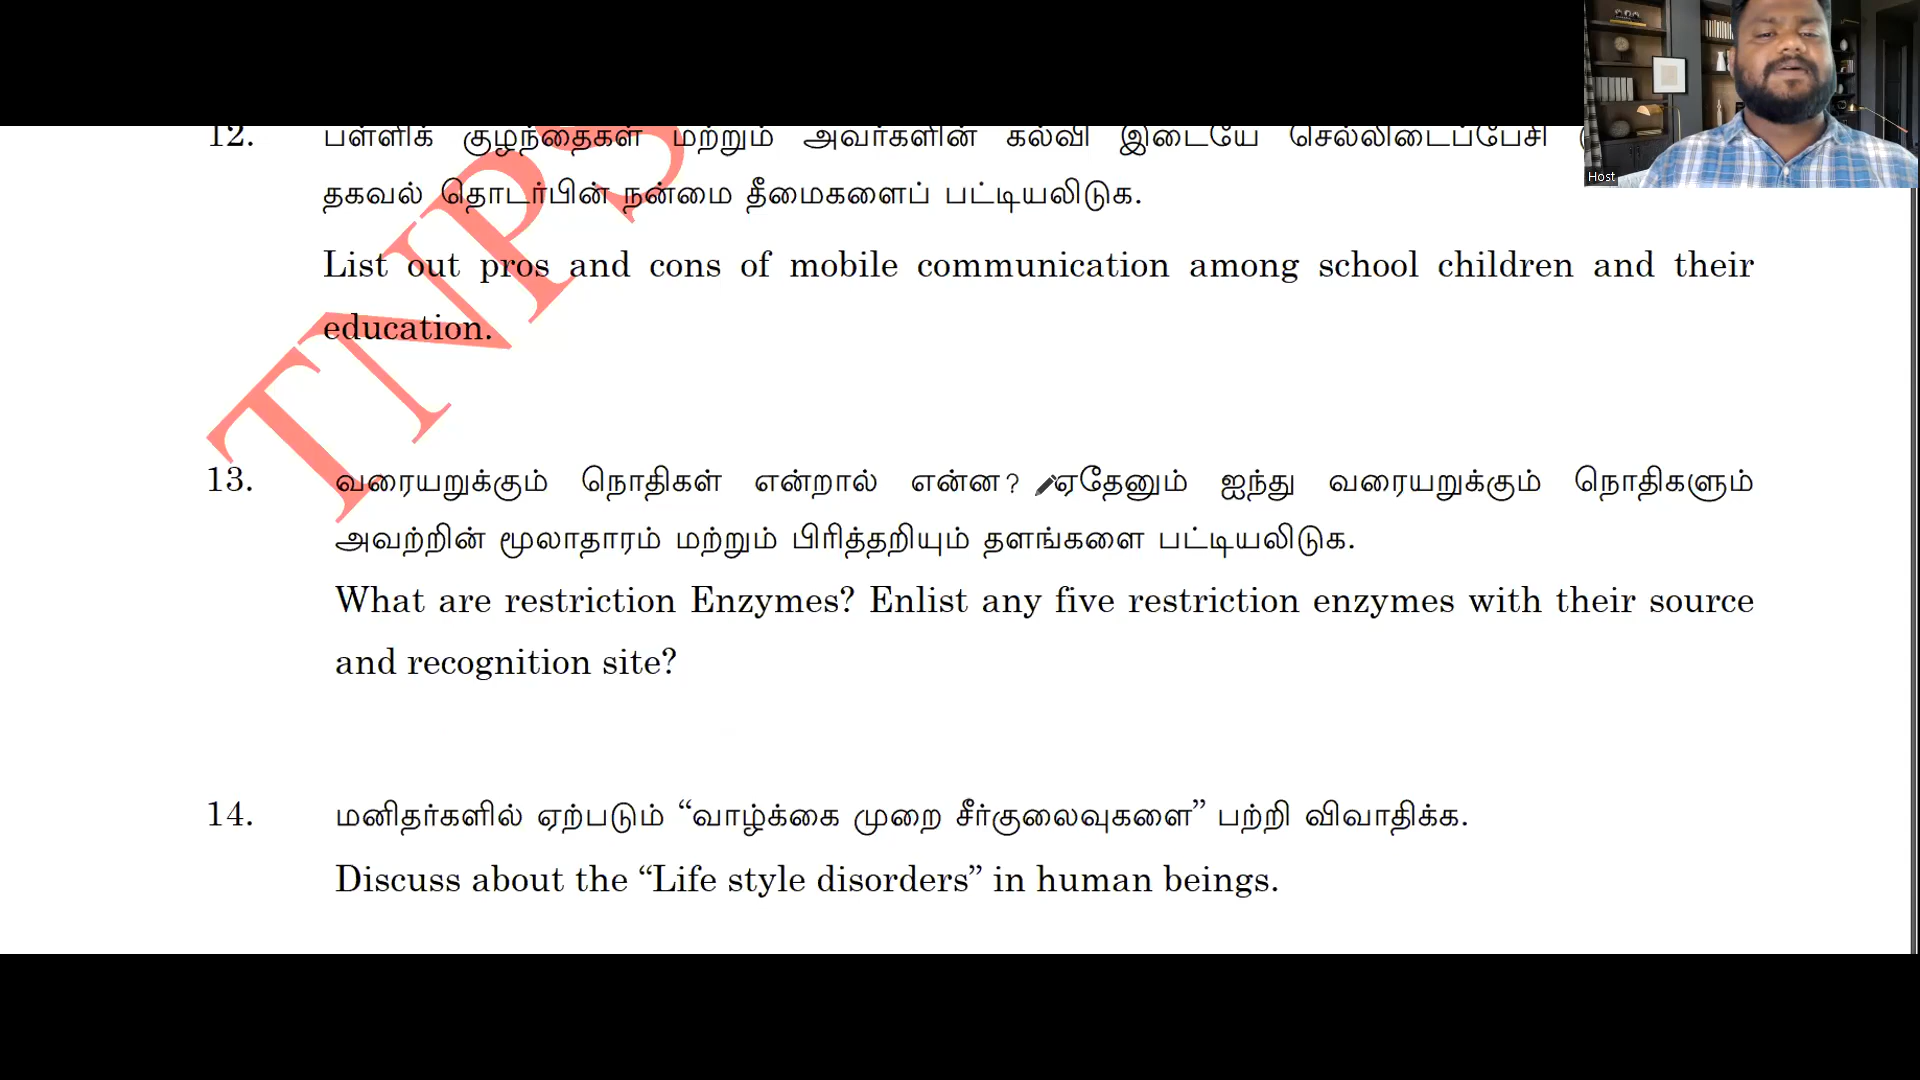 12. பள்ளிக் குழந்தைகள் மற்றும் அவர்களின் கல்வி இடையே செல்லிடைப்பேசி
தகவல் தொடர்பின் நன்மை தீமைகளைப் பட்டியலிடுக.
List out pros and cons of mobile communication among school children and their
education.
13. வரையறுக்கும் நொதிகள் என்றால் என்ன? ஏதேனும் ஐந்து வரையறுக்கும் நொதிகளும்
அவற்றின் மூலாதாரம் மற்றும் பிரித்தறியும் தளங்களை பட்டியலிடுக.
What are restriction Enzymes? Enlist any five restriction enzymes with their source
and recognition site?
14. மனிதர்களில் ஏற்படும் “வாழ்க்கை முறை சீர்குலைவுகளை” பற்றி விவாதிக்க.
Discuss about the “Life style disorders” in human beings.
TNPS
Host